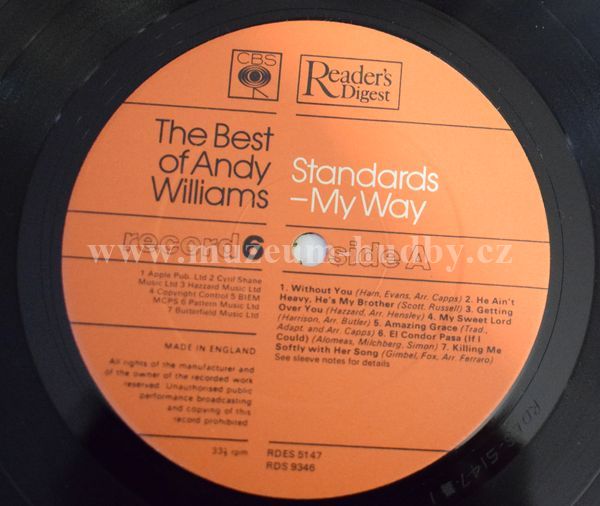 CBS
Reader's
Digest
The Best
of Andy
Williams
Standards
–My Way
record 6
side A
www.muzeum-hudby.cz
1 Apple Pub. Ltd 2 Cyril Shane
Music Ltd 3 Hazzard Music Ltd
4 Copyright Control 5 BIEM
MCPS 6 Pattern Music Ltd
7 Butterfield Music Ltd
MADE IN ENGLAND
All rights of the manufacturer and
of the owner of the recorded work
reserved. Unauthorised public
performance broadcasting
and copying of this
record prohibited
33⅓ rpm
1. Without You (Ham, Evans, Arr. Capps) 2. He Ain't
Heavy, He's My Brother (Scott, Russell) 3. Getting
Over You (Hazzard, Arr. Hensley) 4. My Sweet Lord
(Harrison, Arr. Butler) 5. Amazing Grace (Trad.,
Adapt. and Arr. Capps) 6. El Condor Pasa (If I
Could) (Alomeas, Milchberg, Simon) 7. Killing Me
Softly with Her Song (Gimbel, Fox, Arr. Ferraro)
See sleeve notes for details
RDES 5147
RDS 9346